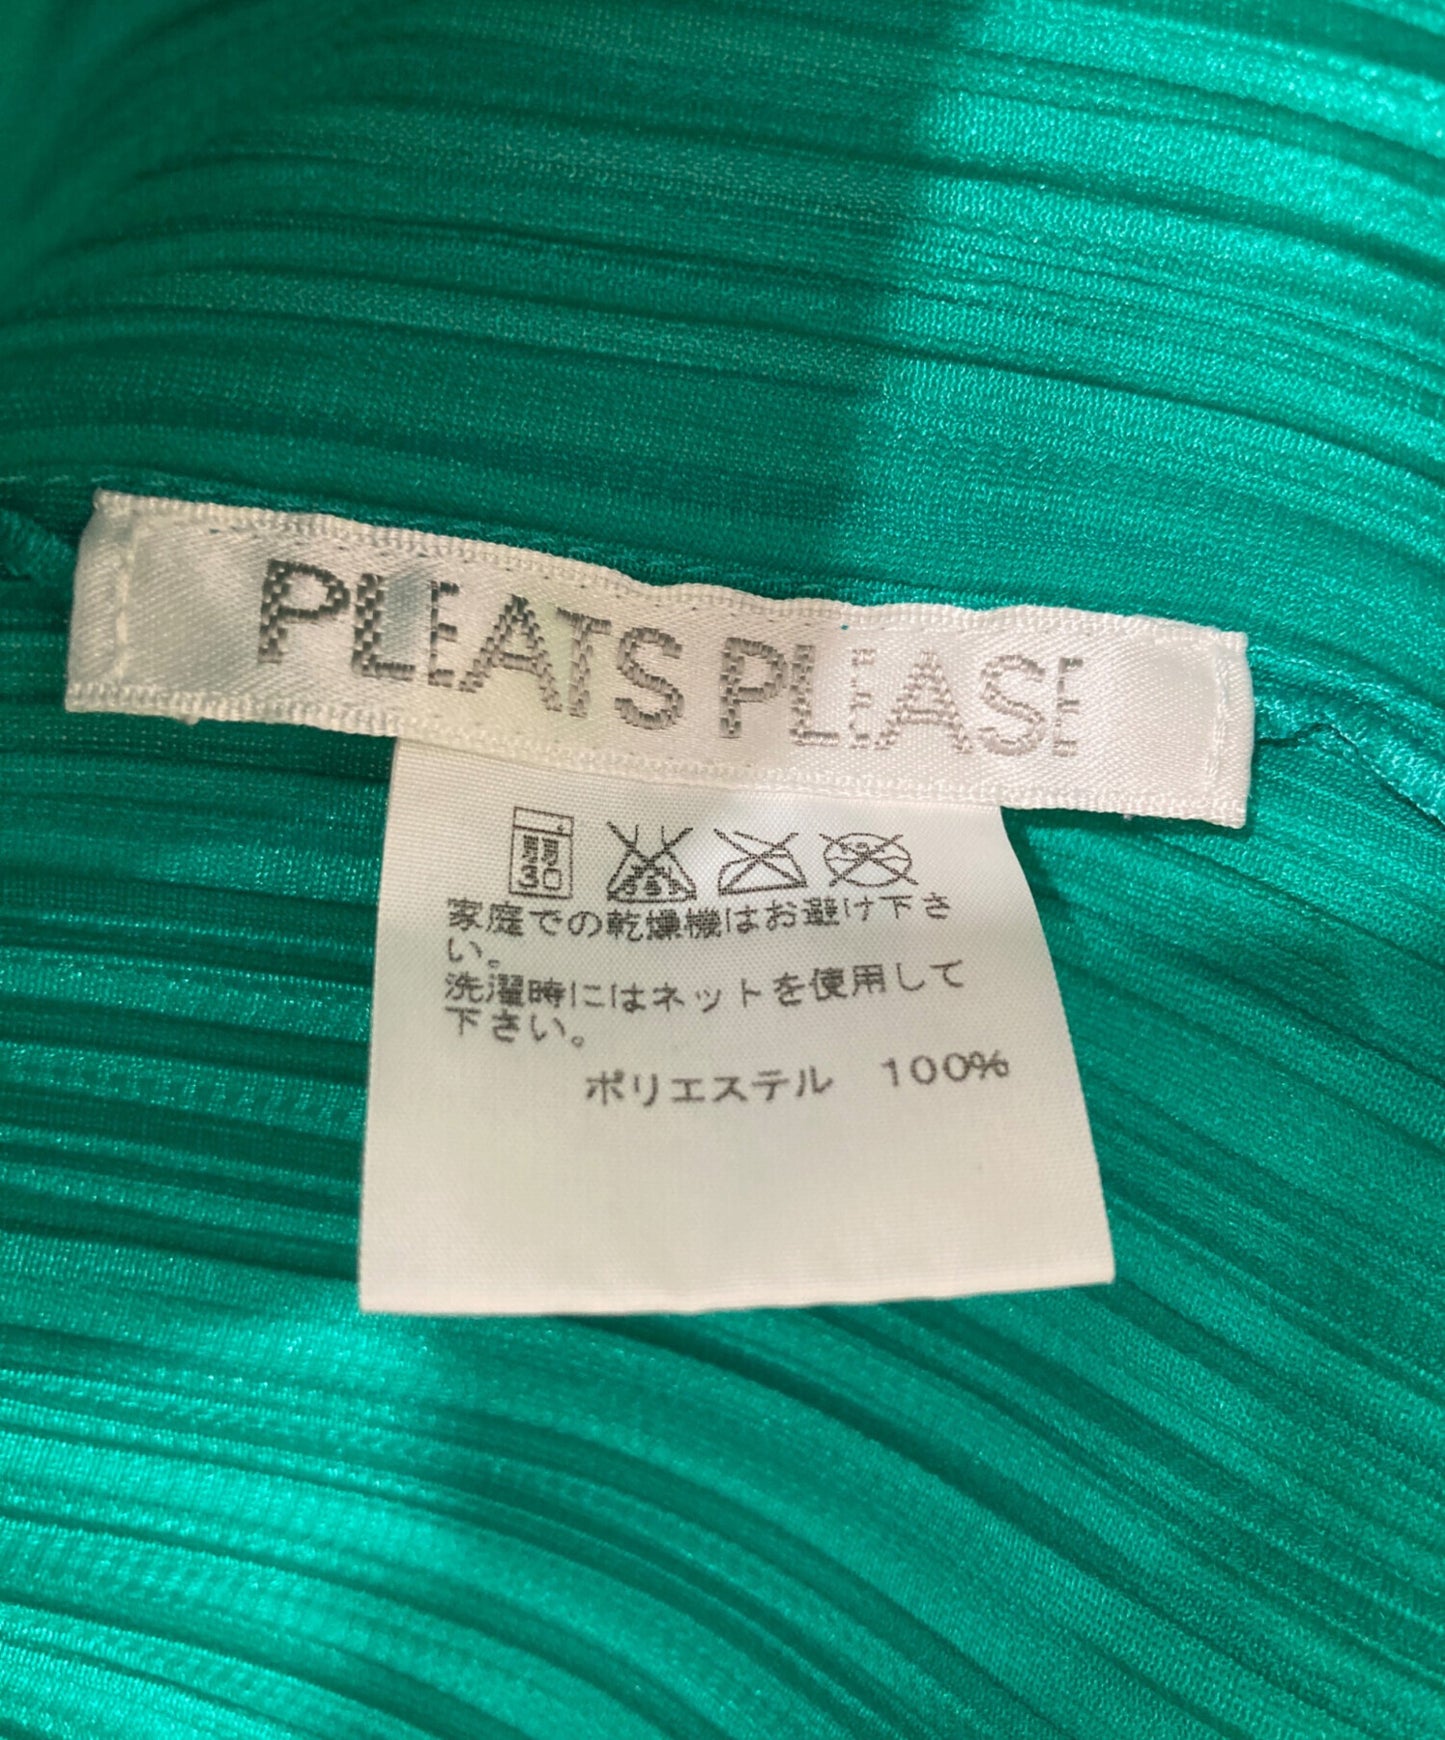 PLEATS PLEASE
30
家庭での乾燥機はお避け下さ
い。
洗濯時にはネットを使用して
下さい。
ポリエステル 100%